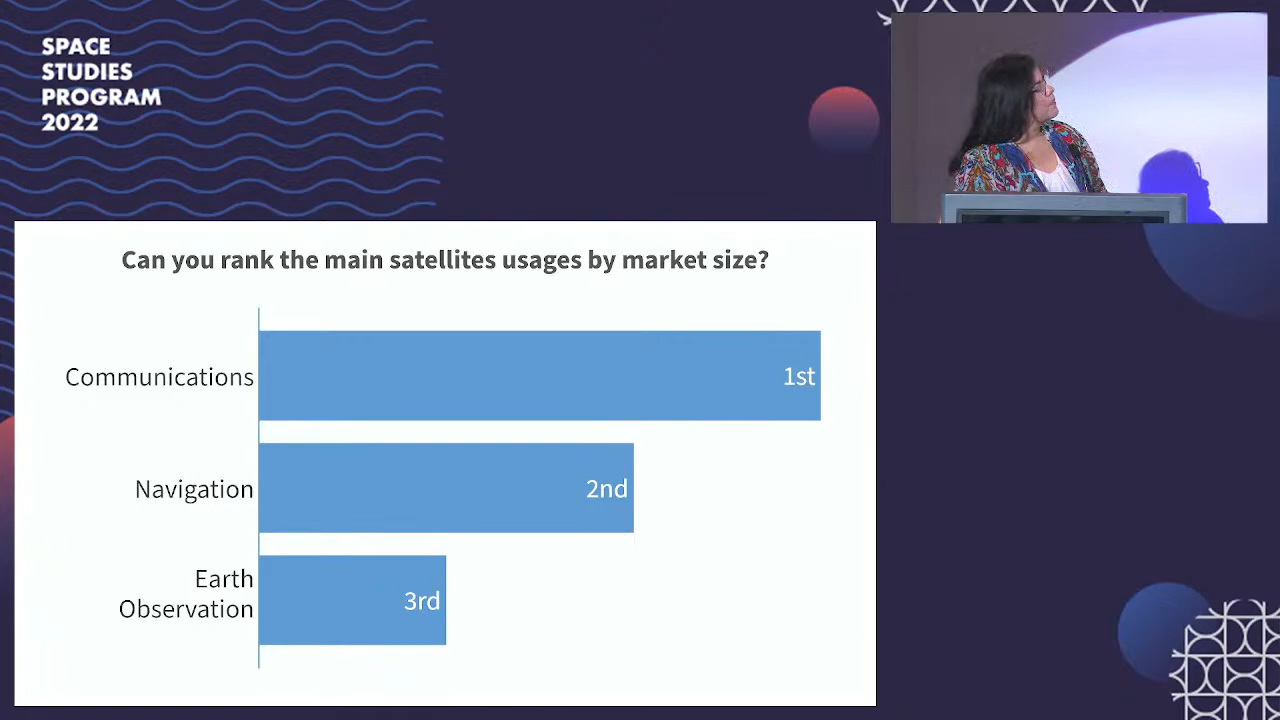 SPACE
STUDIES
PROGRAM
2022
Can you rank the main satellites usages by market size?
Communications
1st
Navigation
2nd
Earth
Observation
3rd